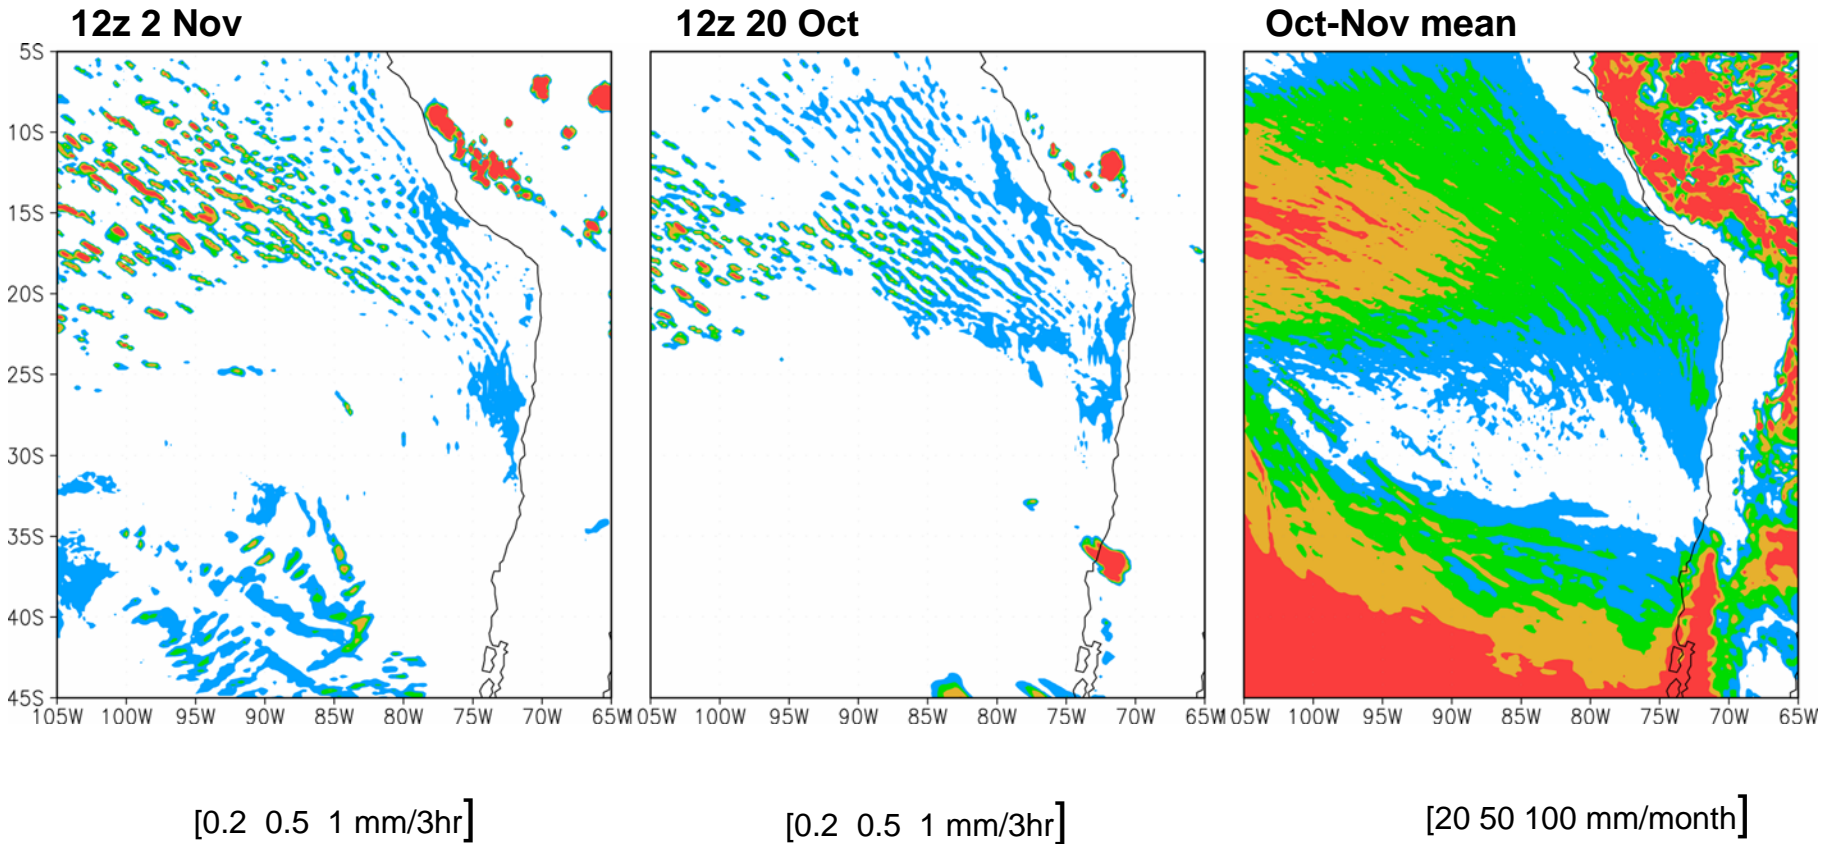 12z 2 Nov 12z 20 Oct Oct-Nov mean
5S
10S
15S
20S
25S
30S
35S
40S
45S
105W 100W 95W 90W 85W 80W 75W 70W 65W 105W 100W 95W 90W 85W 80W 75W 70W 65W 105W 100W 95W 90W 85W 80W 75W 70W 65W
[0.2 0.5 1 mm/3hr] [0.2 0.5 1 mm/3hr] [20 50 100 mm/month]